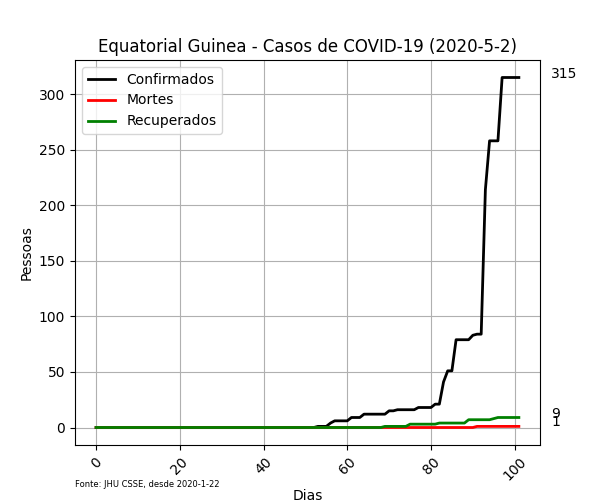 Equatorial Guinea - Casos de COVID-19 (2020-5-2)
Confirmados
Mortes
Recuperados
315
300
250
200
150
100
50
0
9
1
Pessoas
0 20 40 60 80 100
Fonte: JHU CSSE, desde 2020-1-22
Dias